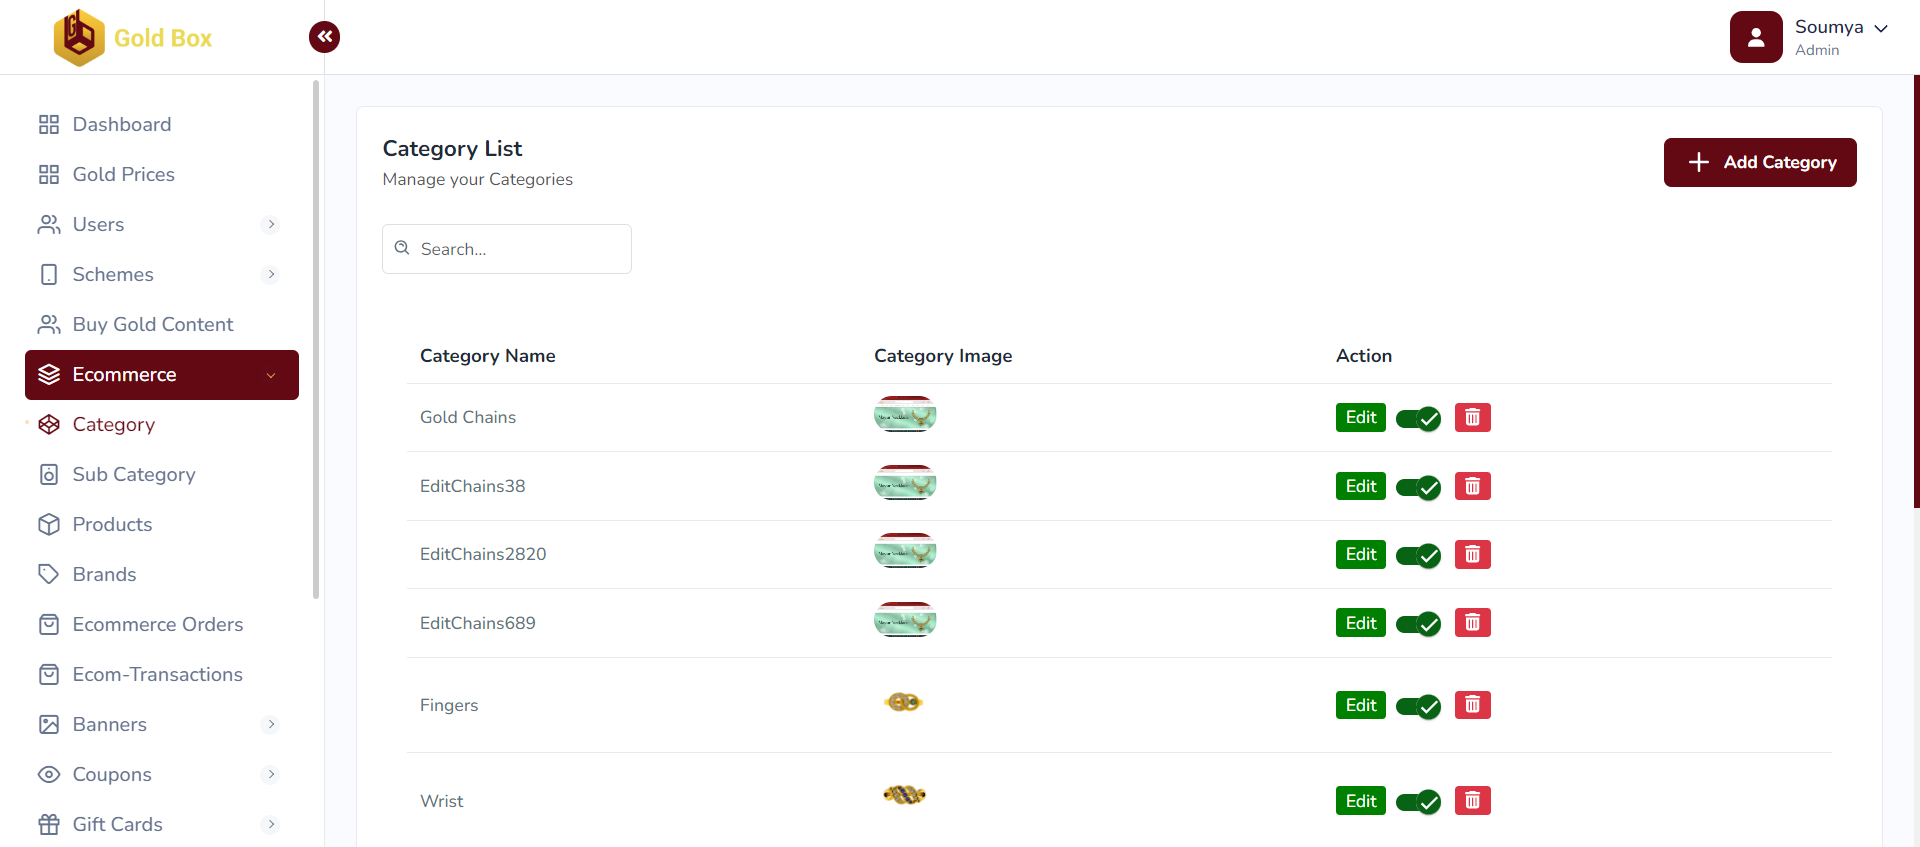 Gold Box
Soumya
Admin
Dashboard
Gold Prices
Users
Schemes
Buy Gold Content
Ecommerce
Category
Sub Category
Products
Brands
Ecommerce Orders
Ecom-Transactions
Banners
Coupons
Gift Cards
Category List
Manage your Categories
Add Category
Search...
Category Name Category Image Action
Gold Chains Edit
EditChains38 Edit
EditChains2820 Edit
EditChains689 Edit
Fingers Edit
Wrist Edit